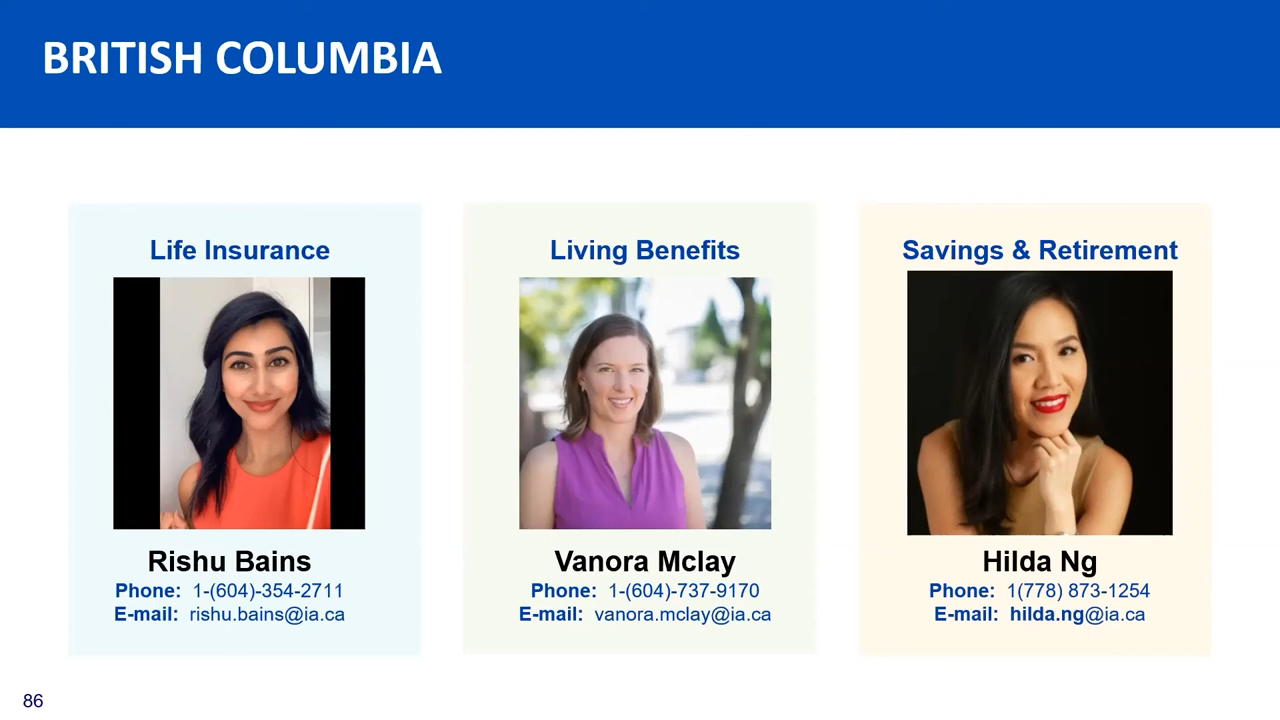 BRITISH COLUMBIA
Life Insurance
Rishu Bains
Phone: 1-(604)-354-2711
E-mail: rishu.bains@ia.ca
Living Benefits
Vanora Mclay
Phone: 1-(604)-737-9170
E-mail: vanora.mclay@ia.ca
Savings & Retirement
Hilda Ng
Phone: 1(778) 873-1254
E-mail: hilda.ng@ia.ca
86